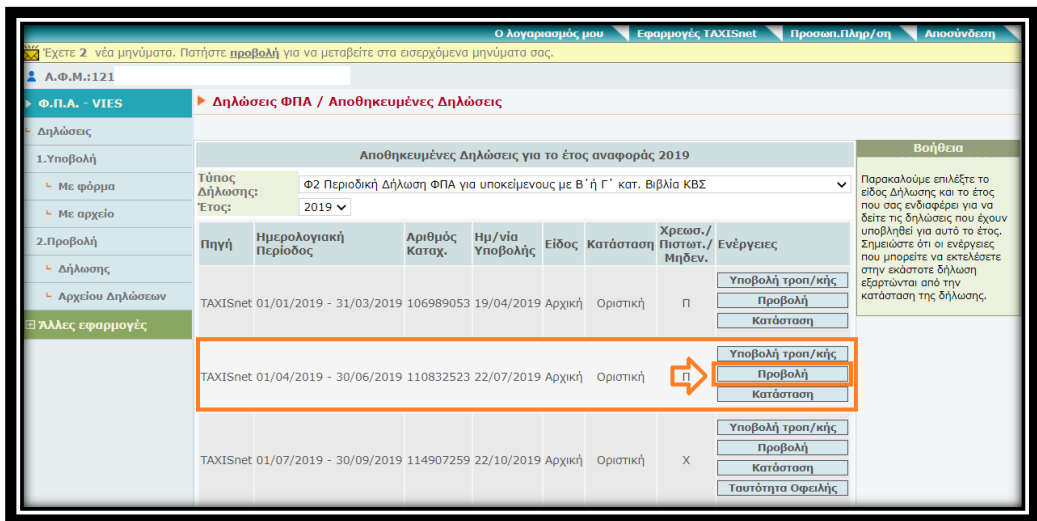 Ο λογαριασμός μου Εφαρμογές TAXISnet Προσωπ.Πληρ/ση Αποσύνδεση
Έχετε 2 νέα μηνύματα. Πατήστε προβολή για να μεταβείτε στα εισερχόμενα μηνύματα σας.
Α.Φ.Μ.:121
Φ.Π.Α. - VIES
Δηλώσεις
1.Υποβολή
Με φόρμα
Με αρχείο
2.Προβολή
Δήλωσης
Αρχείου Δηλώσεων
Άλλες εφαρμογές
Δηλώσεις ΦΠΑ / Αποθηκευμένες Δηλώσεις
Αποθηκευμένες Δηλώσεις για το έτος αναφοράς 2019
Τύπος Δήλωσης: Φ2 Περιοδική Δήλωση ΦΠΑ για υποκείμενους με Β΄ή Γ΄ κατ. Βιβλία ΚΒΣ
Έτος: 2019
Πηγή Ημερολογιακή Περίοδος Αριθμός Καταχ. Ημ/νία Υποβολής Είδος Κατάσταση Χρεωσ./ Πιστωτ./ Μηδεν. Ενέργειες
TAXISnet 01/01/2019 - 31/03/2019 106989053 19/04/2019 Αρχική Οριστική Π
Υποβολή τροπ/κής
Προβολή
Κατάσταση
TAXISnet 01/04/2019 - 30/06/2019 110832523 22/07/2019 Αρχική Οριστική Π
Υποβολή τροπ/κής
Προβολή
Κατάσταση
TAXISnet 01/07/2019 - 30/09/2019 114907259 22/10/2019 Αρχική Οριστική Χ
Υποβολή τροπ/κής
Προβολή
Κατάσταση
Ταυτότητα Οφειλής
Βοήθεια
Παρακαλούμε επιλέξτε το
είδος Δήλωσης και το έτος
που σας ενδιαφέρει για να
δείτε τις δηλώσεις που έχουν
υποβληθεί για αυτό το έτος.
Σημειώστε ότι οι ενέργειες
που μπορείτε να εκτελέσετε
στην εκάστοτε δήλωση
εξαρτώνται από την
κατάσταση της δήλωσης.